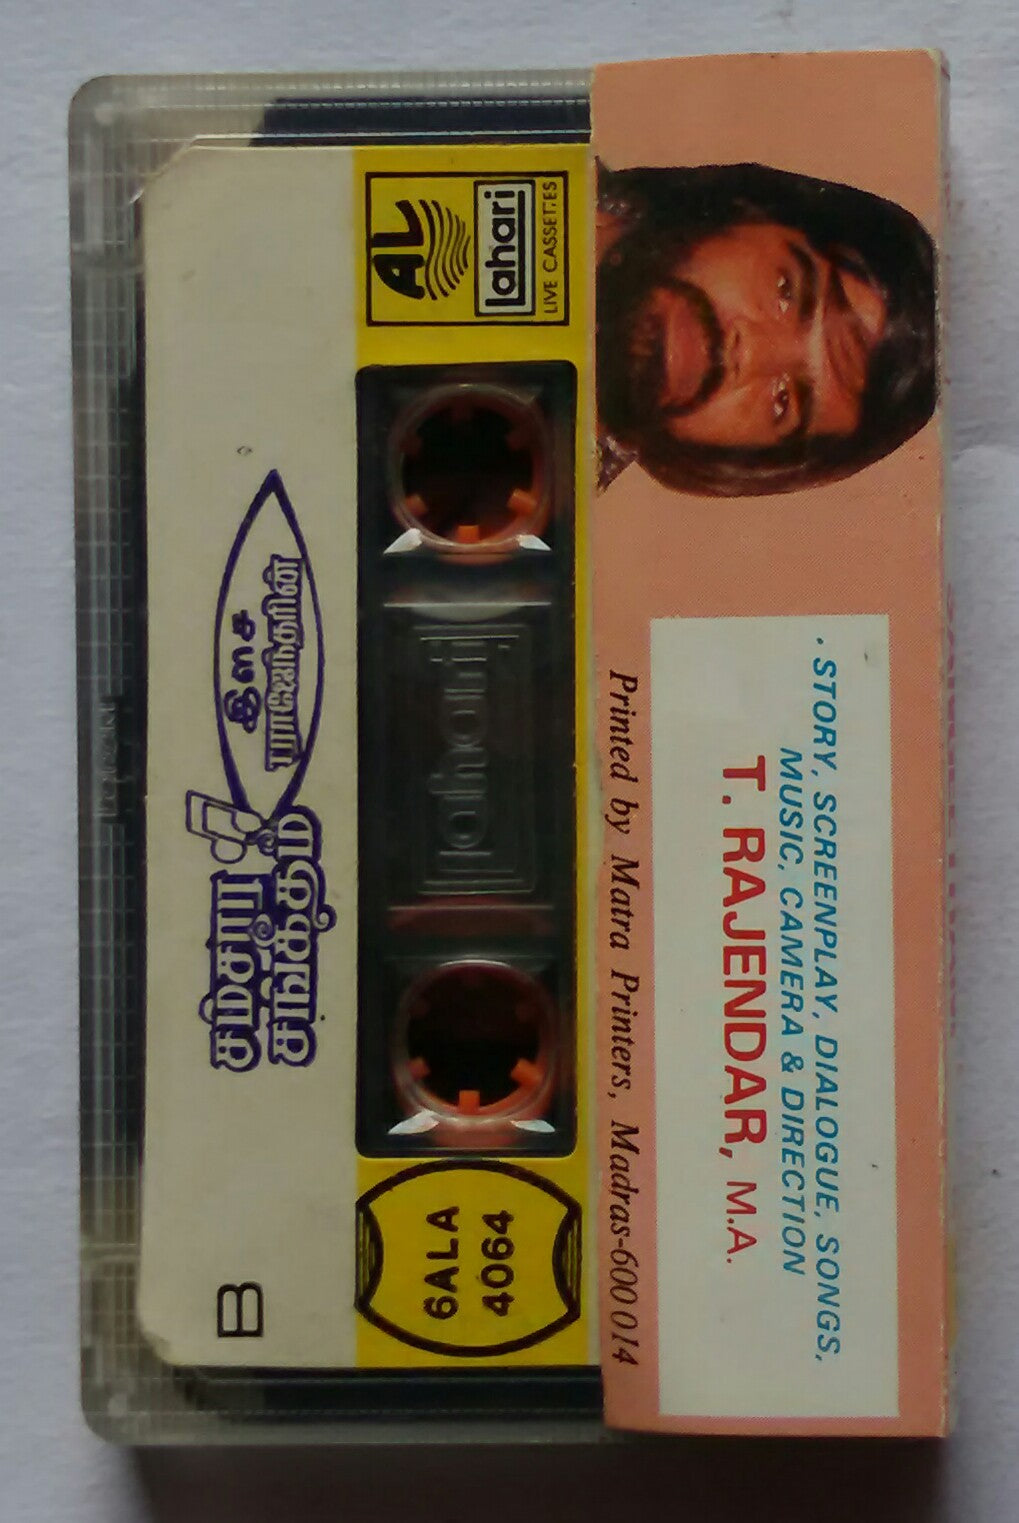 AL
Lahari
LIVE CASSETTES
இசை
டி.ராஜேந்தரின்
சம்சார
சங்கீதம்
B
6ALA
4064
Lahari
Printed by Matra Printers, Madras-600 014
. STORY, SCREENPLAY, DIALOGUE, SONGS,
MUSIC, CAMERA & DIRECTION
T. RAJENDAR, M.A.